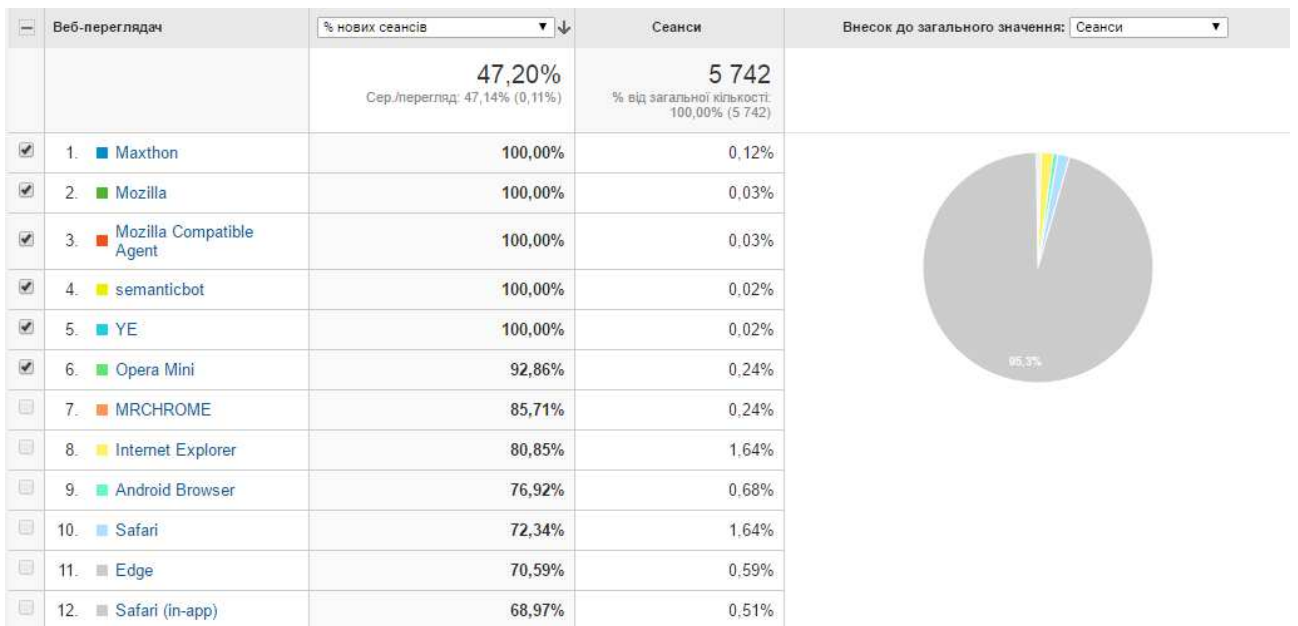 Веб-переглядач % нових сеансів Сеанси Внесок до загального значення: Сеанси
47,20% 5 742
Сер./перегляд: 47,14% (0,11%) % від загальної кількості:
100,00% (5 742)
1. Maxthon 100,00% 0,12%
2. Mozilla 100,00% 0,03%
3. Mozilla Compatible
Agent 100,00% 0,03%
4. semanticbot 100,00% 0,02%
5. YE 100,00% 0,02%
6. Opera Mini 92,86% 0,24%
7. MRCHROME 85,71% 0,24%
8. Internet Explorer 80,85% 1,64%
9. Android Browser 76,92% 0,68%
10. Safari 72,34% 1,64%
11. Edge 70,59% 0,59%
12. Safari (in-app) 68,97% 0,51%
95,3%